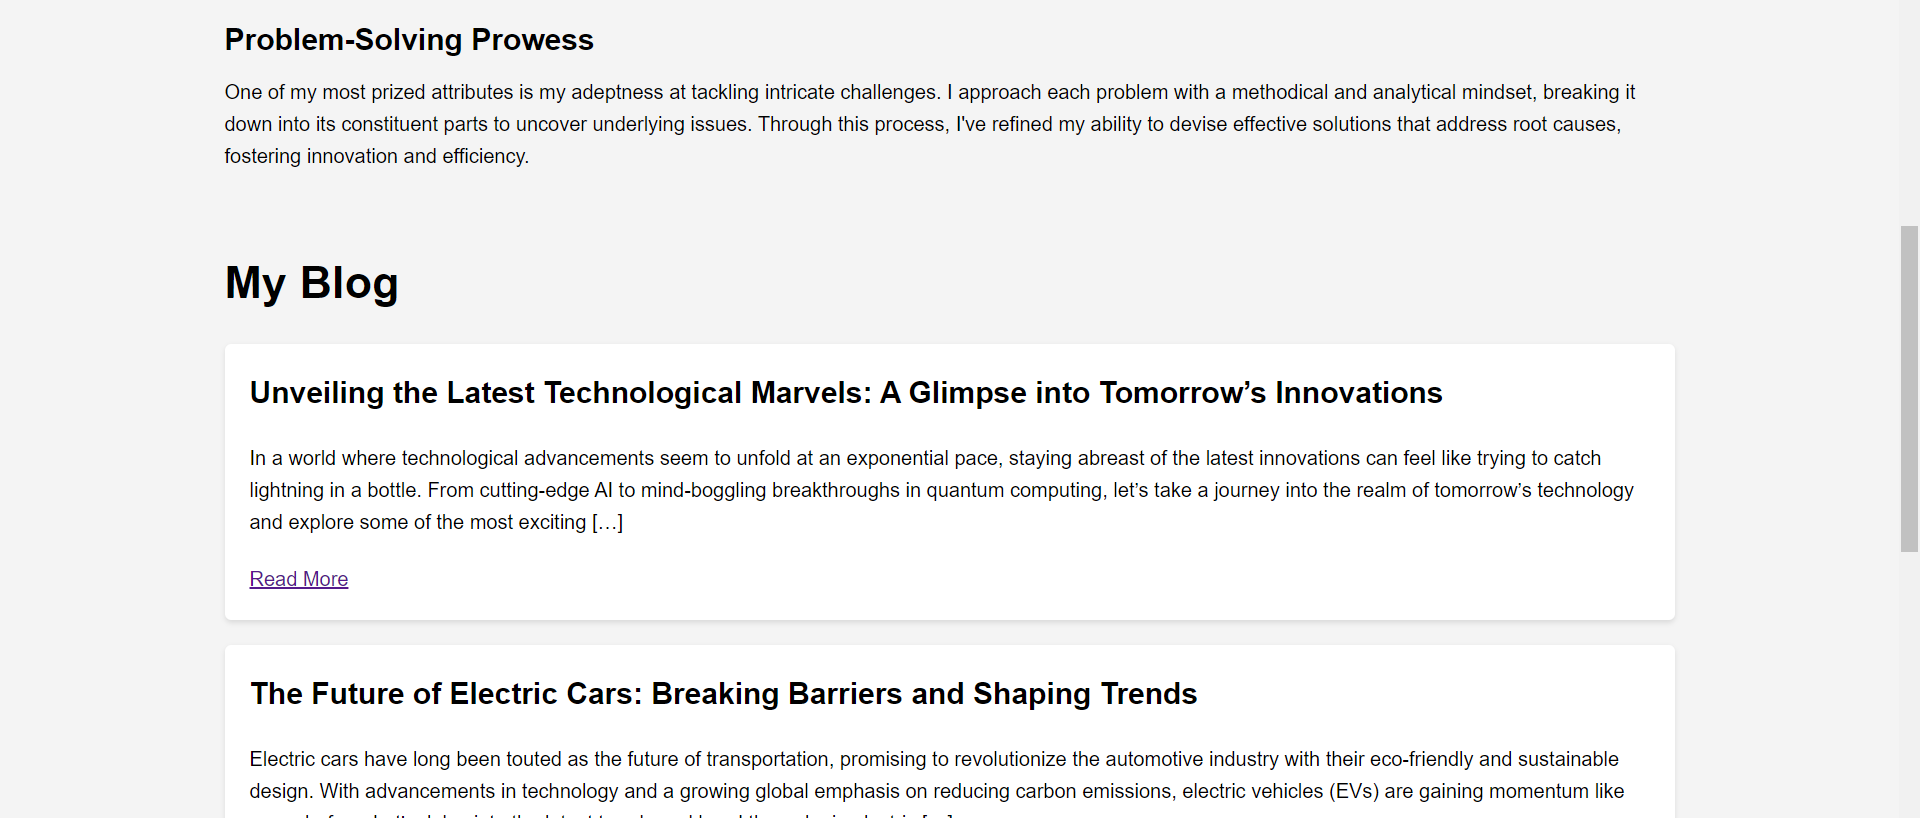 Problem-Solving Prowess
One of my most prized attributes is my adeptness at tackling intricate challenges. I approach each problem with a methodical and analytical mindset, breaking it
down into its constituent parts to uncover underlying issues. Through this process, I've refined my ability to devise effective solutions that address root causes,
fostering innovation and efficiency.
My Blog
Unveiling the Latest Technological Marvels: A Glimpse into Tomorrow’s Innovations
In a world where technological advancements seem to unfold at an exponential pace, staying abreast of the latest innovations can feel like trying to catch
lightning in a bottle. From cutting-edge AI to mind-boggling breakthroughs in quantum computing, let’s take a journey into the realm of tomorrow’s technology
and explore some of the most exciting […]
Read More
The Future of Electric Cars: Breaking Barriers and Shaping Trends
Electric cars have long been touted as the future of transportation, promising to revolutionize the automotive industry with their eco-friendly and sustainable
design. With advancements in technology and a growing global emphasis on reducing carbon emissions, electric vehicles (EVs) are gaining momentum like